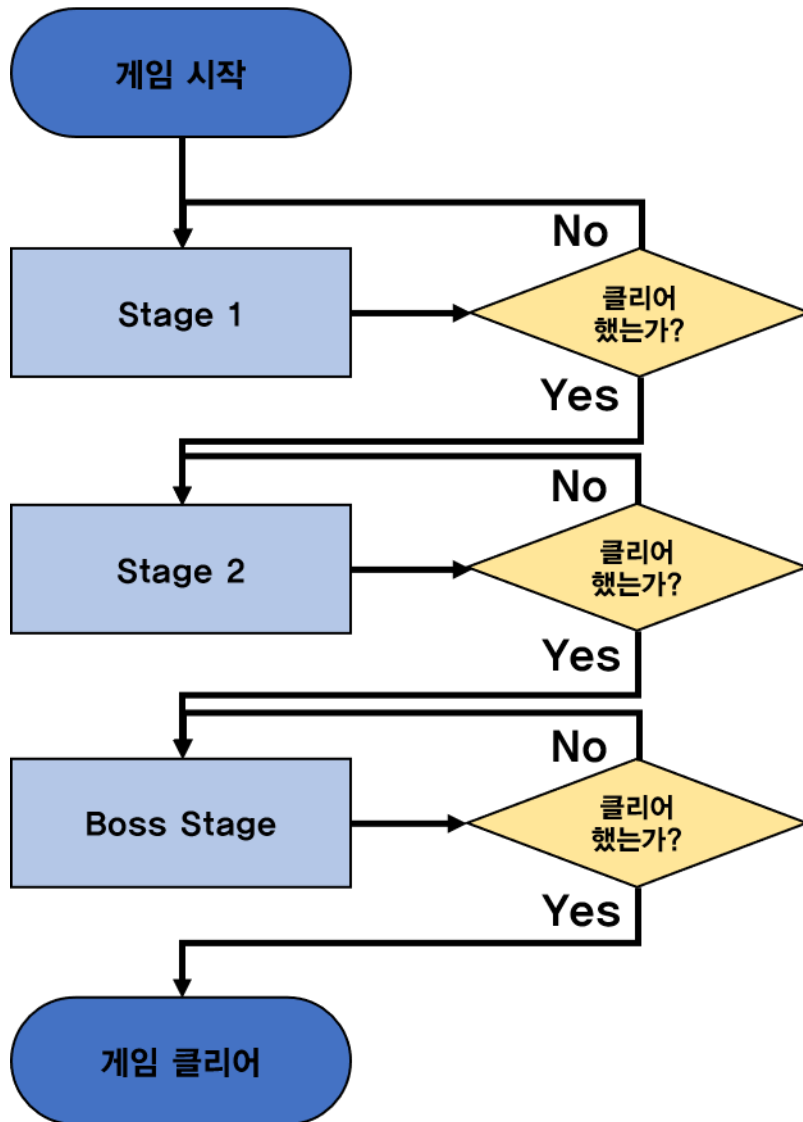 게임 시작
No
Stage 1
클리어
했는가?
Yes
No
Stage 2
클리어
했는가?
Yes
No
Boss Stage
클리어
했는가?
Yes
게임 클리어